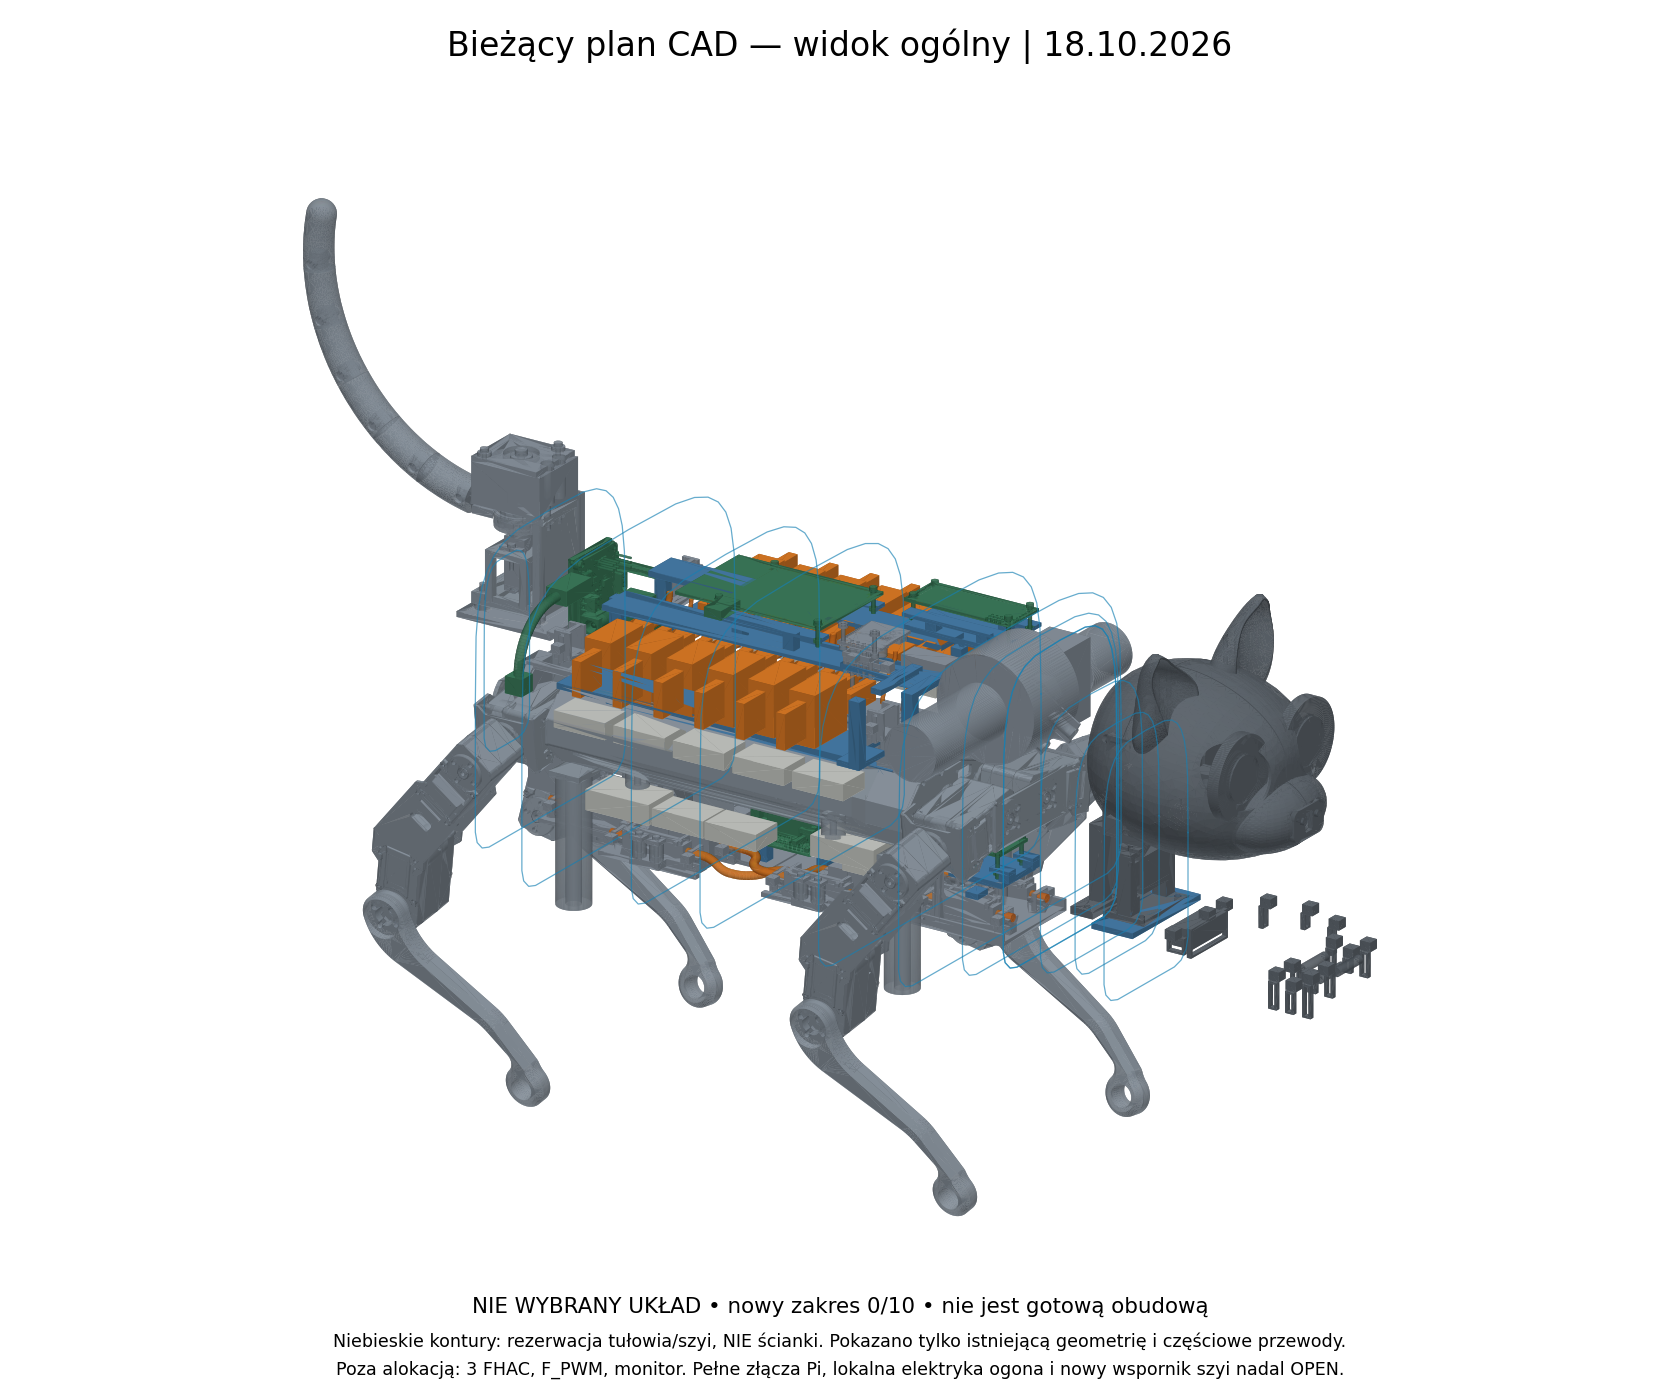 Bieżący plan CAD — widok ogólny | 18.10.2026
NIE WYBRANY UKŁAD • nowy zakres 0/10 • nie jest gotową obudową
Niebieskie kontury: rezerwacja tułowia/szyi, NIE ścianki. Pokazano tylko istniejącą geometrię i częściowe przewody.
Poza alokacją: 3 FHAC, F_PWM, monitor. Pełne złącza Pi, lokalna elektryka ogona i nowy wspornik szyi nadal OPEN.